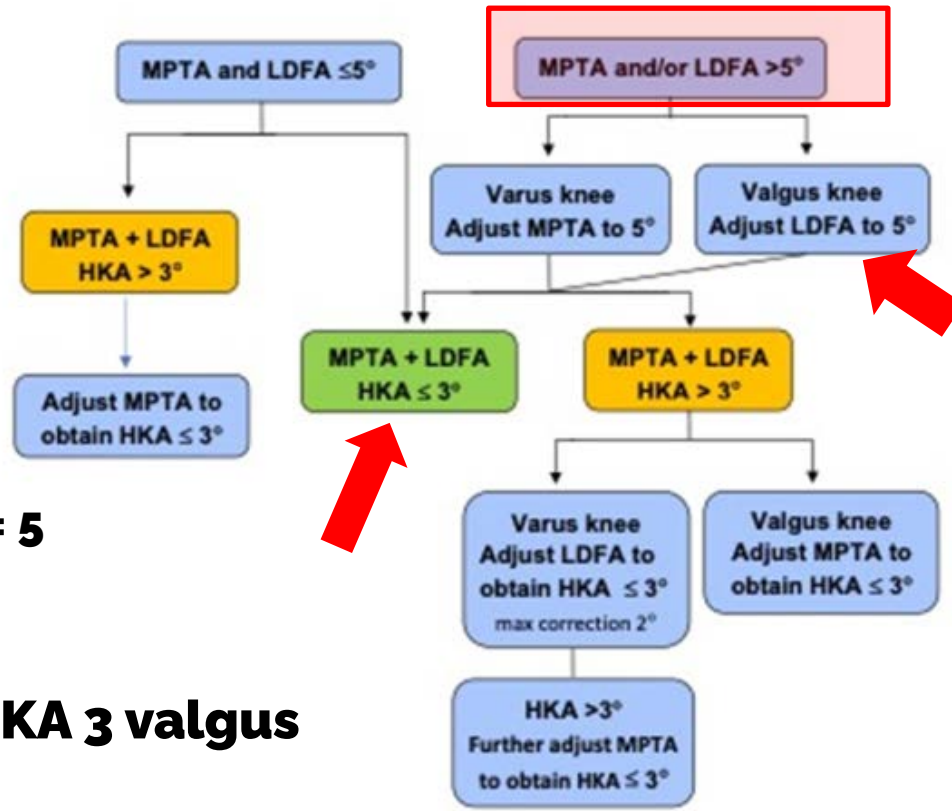 MPTA and LDFA ≤5°
MPTA and/or LDFA >5°
Varus knee
Adjust MPTA to 5°
Valgus knee
Adjust LDFA to 5°
MPTA + LDFA
HKA > 3°
MPTA + LDFA
HKA ≤ 3°
MPTA + LDFA
HKA > 3°
Adjust MPTA to
obtain HKA ≤ 3°
= 5
Varus knee
Adjust LDFA to
obtain HKA ≤ 3°
max correction 2°
Valgus knee
Adjust MPTA to
obtain HKA ≤ 3°
KA 3 valgus
HKA >3°
Further adjust MPTA
to obtain HKA ≤ 3°